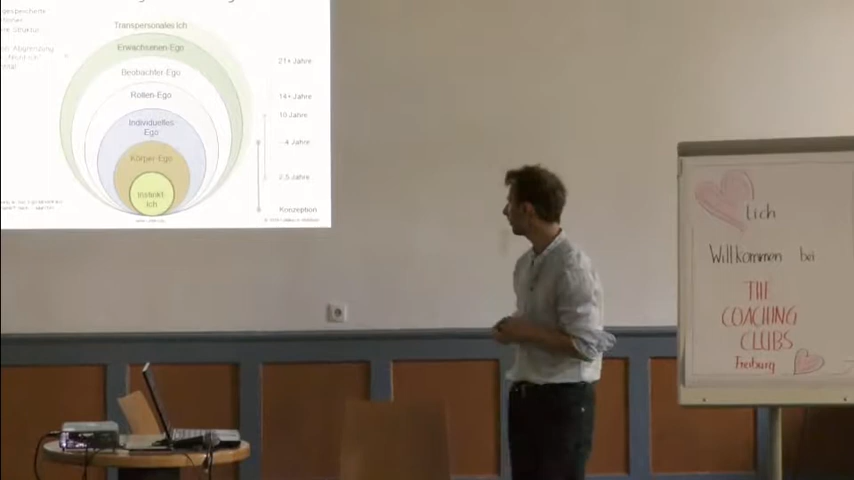 Transpersonales Ich
Erwachsenen-Ego
Beobachter-Ego
Rollen-Ego
Individuelles
Ego
Körper-Ego
Instinkt-
Ich
21+ Jahre
14+ Jahre
10 Jahre
~4 Jahre
2,5 Jahre
Konzeption
lich
Willkommen bei
THE
COACHING
CLUBS
Freiburg